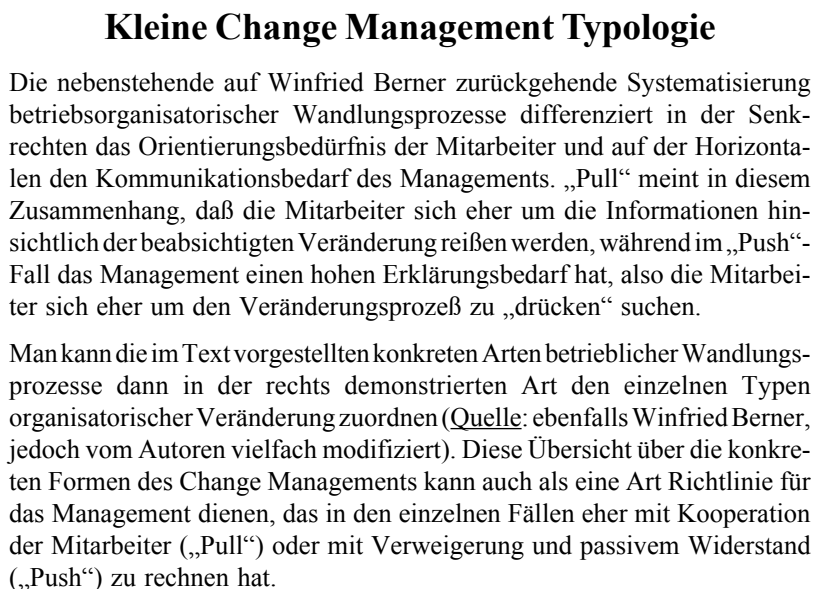 Kleine Change Management Typologie
Die nebenstehende auf Winfried Berner zurückgehende Systematisierung
betriebsorganisatorischer Wandlungsprozesse differenziert in der Senk-
rechten das Orientierungsbedürfnis der Mitarbeiter und auf der Horizonta-
len den Kommunikationsbedarf des Managements. „Pull“ meint in diesem
Zusammenhang, daß die Mitarbeiter sich eher um die Informationen hin-
sichtlich der beabsichtigten Veränderung reißen werden, während im „Push“-
Fall das Management einen hohen Erklärungsbedarf hat, also die Mitarbei-
ter sich eher um den Veränderungsprozeß zu „drücken“ suchen.
Man kann die im Text vorgestellten konkreten Arten betrieblicher Wandlungs-
prozesse dann in der rechts demonstrierten Art den einzelnen Typen
organisatorischer Veränderung zuordnen (Quelle: ebenfalls Winfried Berner,
jedoch vom Autoren vielfach modifiziert). Diese Übersicht über die konkre-
ten Formen des Change Managements kann auch als eine Art Richtlinie für
das Management dienen, das in den einzelnen Fällen eher mit Kooperation
der Mitarbeiter („Pull“) oder mit Verweigerung und passivem Widerstand
(„Push“) zu rechnen hat.